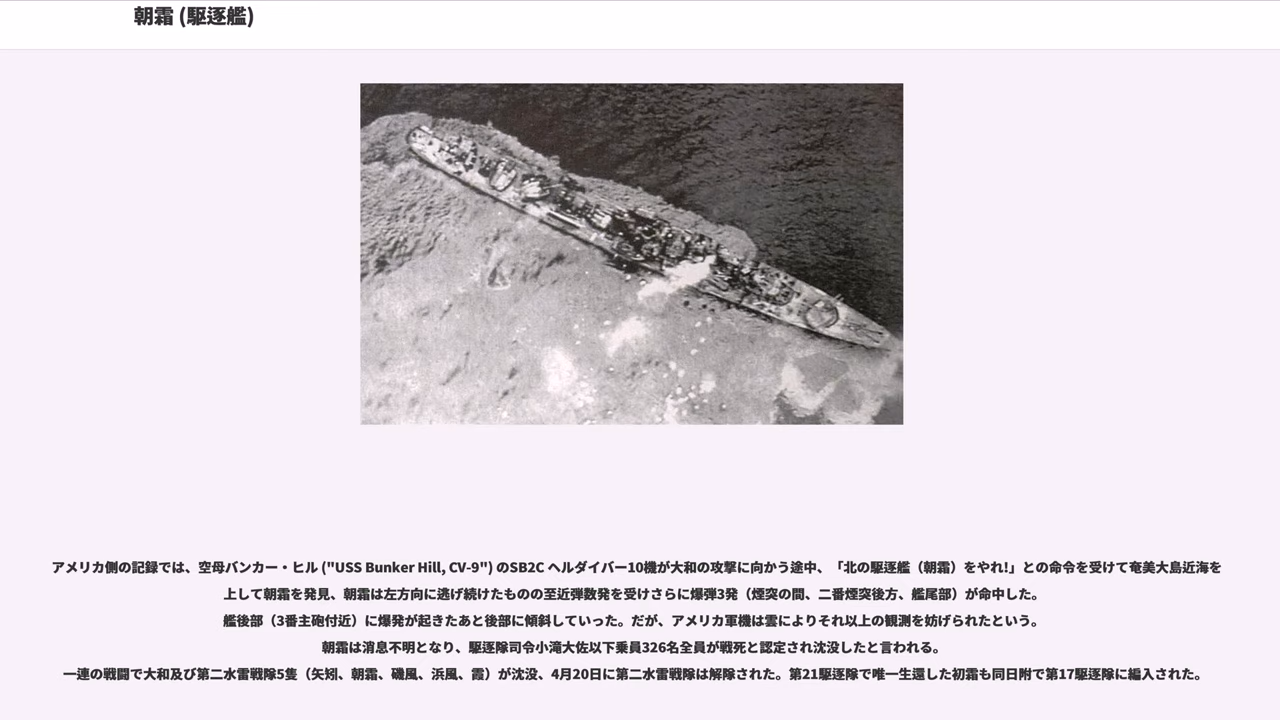 朝霜 (駆逐艦)
アメリカ側の記録では、空母バンカー・ヒル ("USS Bunker Hill, CV-9") のSB2C ヘルダイバー10機が大和の攻撃に向かう途中、「北の駆逐艦（朝霜）をやれ!」との命令を受けて奄美大島近海を
上して朝霜を発見、朝霜は左方向に逃げ続けたものの至近弾数発を受けさらに爆弾3発（煙突の間、二番煙突後方、艦尾部）が命中した。
艦後部（3番主砲付近）に爆発が起きたあと後部に傾斜していった。だが、アメリカ軍機は雲によりそれ以上の観測を妨げられたという。
朝霜は消息不明となり、駆逐隊司令小滝大佐以下乗員326名全員が戦死と認定され沈没したと言われる。
一連の戦闘で大和及び第二水雷戦隊5隻（矢矧、朝霜、磯風、浜風、霞）が沈没、4月20日に第二水雷戦隊は解除された。第21駆逐隊で唯一生還した初霜も同日附で第17駆逐隊に編入された。